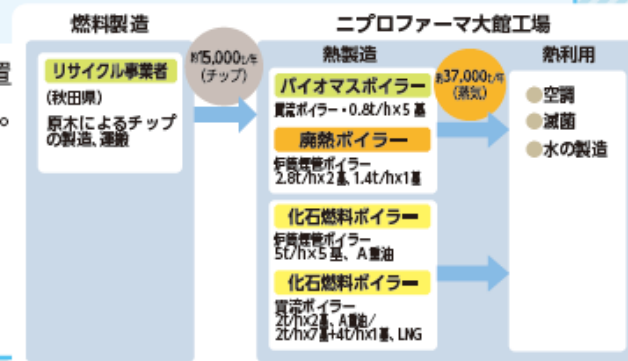 燃料製造
ニプロファーマ大館工場
置
。
リサイクル事業者
(秋田県)
原木によるチップ
の製造、運搬
約15,000t/年
(チップ)
熱製造
バイオマスボイラー
貫流ボイラー・0.8t/h×5 基
廃熱ボイラー
炉筒煙管ボイラー
2.8t/h×2基、1.4t/h×1基
化石燃料ボイラー
炉筒煙管ボイラー
5t/h×5 基、A重油
化石燃料ボイラー
貫流ボイラー
2t/h×2基、A重油/
2t/h×7基+4t/h×1基、LNG
約37,000t/年
(蒸気)
熱利用
空調
滅菌
水の製造